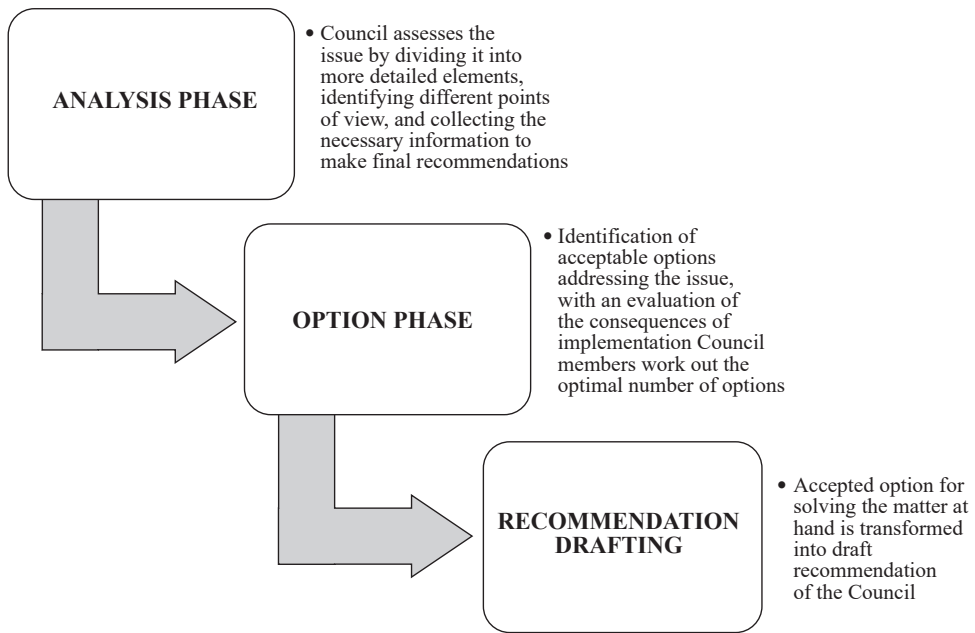 ANALYSIS PHASE
• Council assesses the
issue by dividing it into
more detailed elements,
identifying different points
of view, and collecting the
necessary information to
make final recommendations
OPTION PHASE
• Identification of
acceptable options
addressing the issue,
with an evaluation of
the consequences of
implementation Council
members work out the
optimal number of options
RECOMMENDATION
DRAFTING
• Accepted option for
solving the matter at
hand is transformed
into draft
recommendation
of the Council